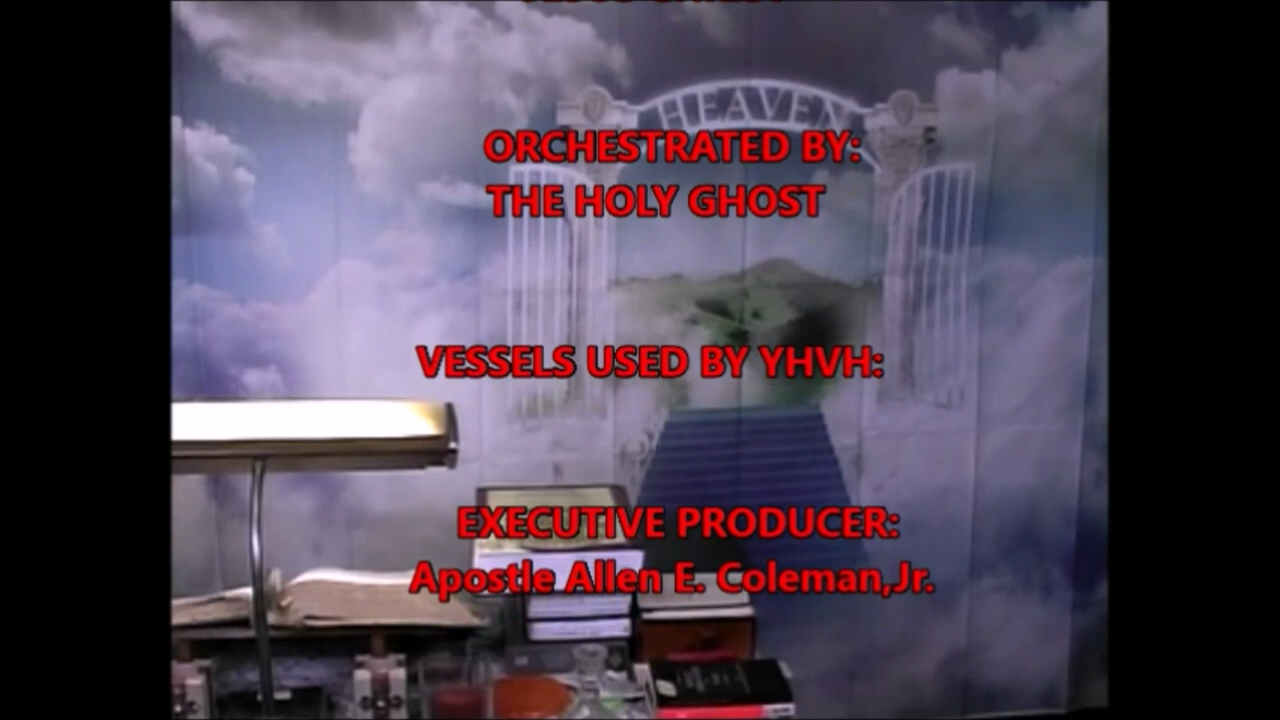 HEAVEN
ORCHESTRATED BY:
THE HOLY GHOST
VESSELS USED BY YHVH:
EXECUTIVE PRODUCER:
Apostle Allen E. Coleman,Jr.